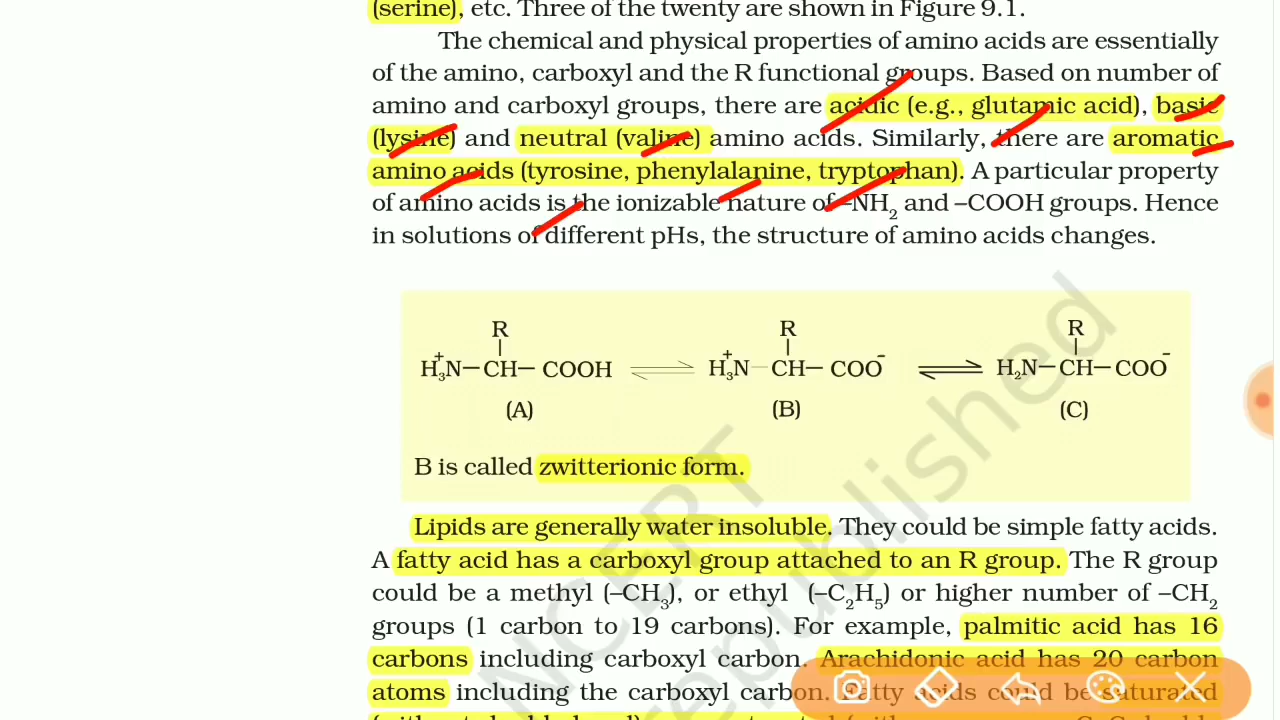 (serine), etc. Three of the twenty are shown in Figure 9.1.
The chemical and physical properties of amino acids are essentially
of the amino, carboxyl and the R functional groups. Based on number of
amino and carboxyl groups, there are acidic (e.g., glutamic acid), basic
(lysine) and neutral (valine) amino acids. Similarly, there are aromatic
amino acids (tyrosine, phenylalanine, tryptophan). A particular property
of amino acids is the ionizable nature of –NH₂ and –COOH groups. Hence
in solutions of different pHs, the structure of amino acids changes.
R R R
H₃N⁺—CH—COOH ⇌ H₃N⁺—CH—COO⁻ ⇌ H₂N—CH—COO⁻
(A) (B) (C)
B is called zwitterionic form.
Lipids are generally water insoluble. They could be simple fatty acids.
A fatty acid has a carboxyl group attached to an R group. The R group
could be a methyl (–CH₃), or ethyl (–C₂H₅) or higher number of –CH₂
groups (1 carbon to 19 carbons). For example, palmitic acid has 16
carbons including carboxyl carbon. Arachidonic acid has 20 carbon
atoms including the carboxyl carbon. Fatty acids could be saturated
NCERT
republished